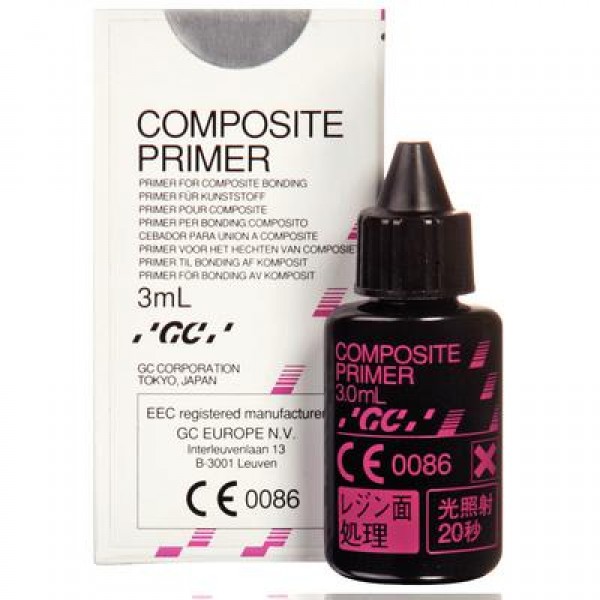 COMPOSITE
PRIMER
PRIMER FOR COMPOSITE BONDING
PRIMER FÜR KUNSTSTOFF
PRIMER POUR COMPOSITE
PRIMER PER BONDING COMPOSITO
CEBADOR PARA UNION A COMPOSITE
PRIMER VOOR HET HECHTEN VAN COMPOSIE
PRIMER TIL BONDING AF KOMPOSIT
PRIMER FÖR BONDING AV KOMPOSIT
3mL
GC
GC CORPORATION
TOKYO, JAPAN
EEC registered manufacturer
GC EUROPE N.V.
Interleuvenlaan 13
B-3001 Leuven
CE 0086
COMPOSITE
PRIMER
3.0mL
GC
CE 0086
レジン面
処理
光照射
20秒